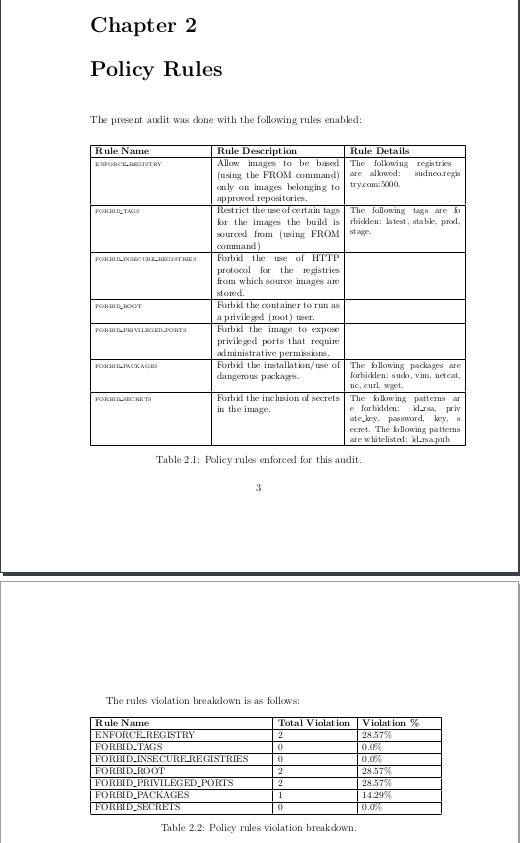 Chapter 2
Policy Rules
The present audit was done with the following rules enabled:
Rule Name Rule Description Rule Details
ENFORCE_REGISTRY Allow images to be based The following registries
(using the FROM command) are allowed: sudneo.regis
only on images belonging to try.com:5000.
approved repositories.
FORBID_TAGS Restrict the use of certain tags The following tags are fo
for the images the build is rbidden: latest, stable, prod,
sourced from (using FROM stage.
command)
FORBID_INSECURE_REGISTRIES Forbid the use of HTTP
protocol for the registries
from which source images are
stored.
FORBID_ROOT Forbid the container to run as
a privileged (root) user.
FORBID_PRIVILEGED_PORTS Forbid the image to expose
privileged ports that require
administrative permissions.
FORBID_PACKAGES Forbid the installation/use of The following packages are
dangerous packages. forbidden: sudo, vim, netcat,
nc, curl, wget.
FORBID_SECRETS Forbid the inclusion of secrets The following patterns ar
in the image. e forbidden: id_rsa, priv
ate_key, password, key, s
ecret. The following patterns
are whitelisted: id_rsa.pub
Table 2.1: Policy rules enforced for this audit.
3
The rules violation breakdown is as follows:
Rule Name Total Violation Violation %
ENFORCE_REGISTRY 2 28.57%
FORBID_TAGS 0 0.0%
FORBID_INSECURE_REGISTRIES 0 0.0%
FORBID_ROOT 2 28.57%
FORBID_PRIVILEGED_PORTS 2 28.57%
FORBID_PACKAGES 1 14.29%
FORBID_SECRETS 0 0.0%
Table 2.2: Policy rules violation breakdown.